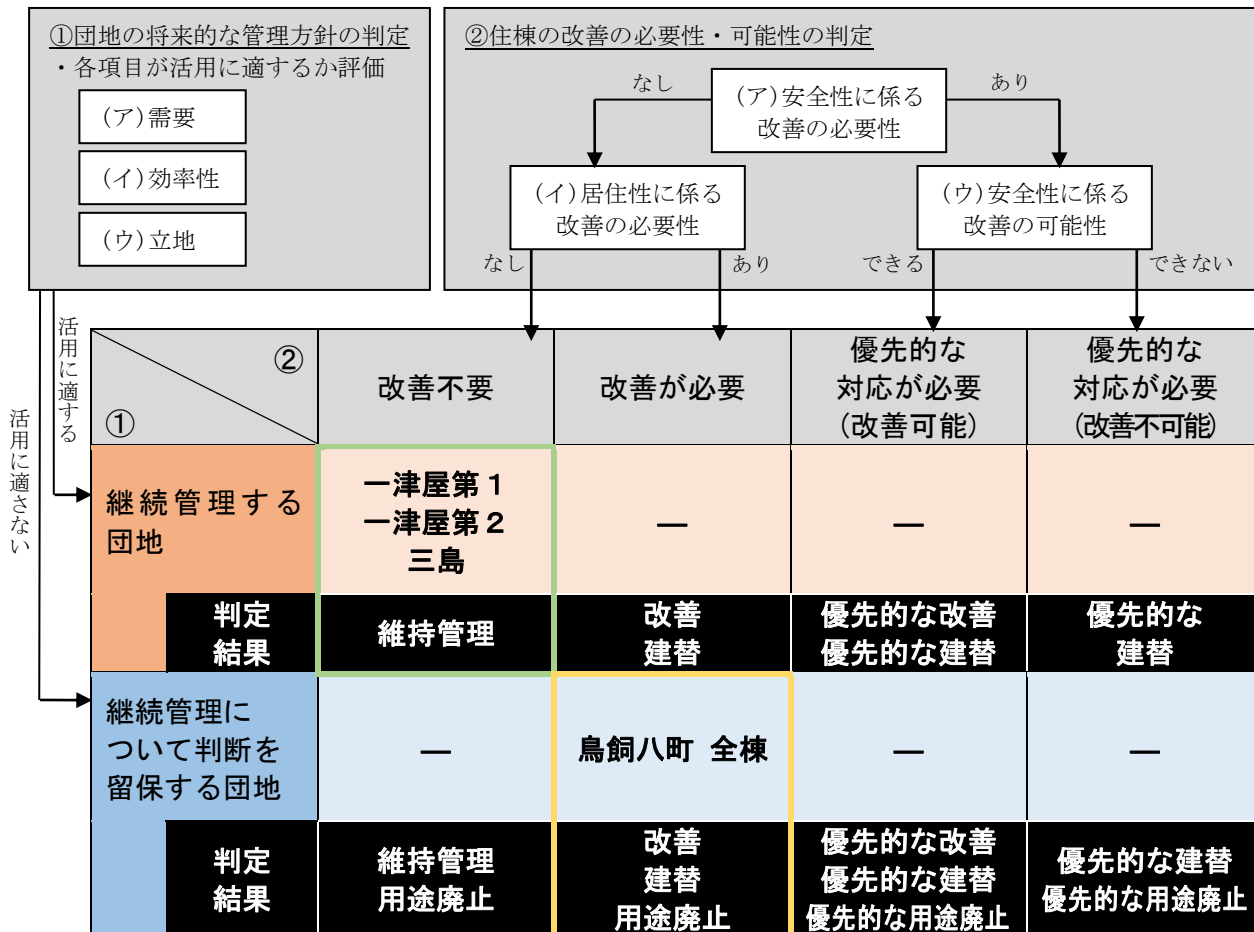 ①団地の将来的な管理方針の判定
・各項目が活用に適するか評価
(ア)需要
(イ)効率性
(ウ)立地
②住棟の改善の必要性・可能性の判定
なし
(ア)安全性に係る
改善の必要性
あり
(イ)居住性に係る
改善の必要性
(ウ)安全性に係る
改善の可能性
なし
あり
できる
できない
活用に適する
活用に適さない
②
①
改善不要
改善が必要
優先的な
対応が必要
(改善可能)
優先的な
対応が必要
(改善不可能)
継続管理する
団地
一津屋第1
一津屋第2
三島
―
―
―
判定
結果
維持管理
改善
建替
優先的な改善
優先的な建替
優先的な
建替
継続管理に
ついて判断を
留保する団地
―
鳥飼八町 全棟
―
―
判定
結果
維持管理
用途廃止
改善
建替
用途廃止
優先的な改善
優先的な建替
優先的な用途廃止
優先的な建替
優先的な用途廃止